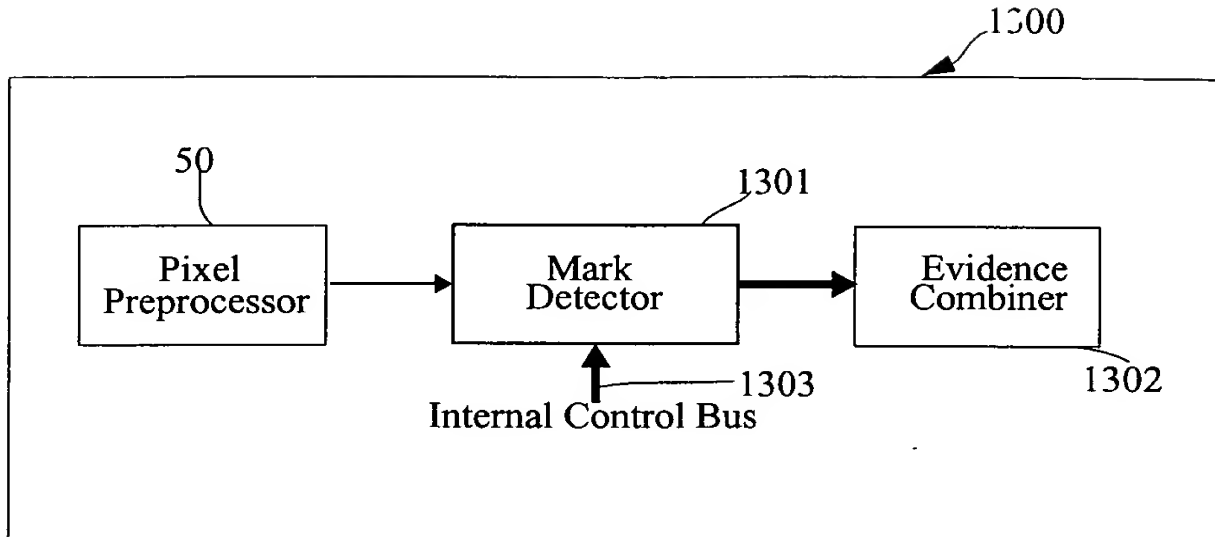 1300
50
1301
Pixel
Preprocessor
Mark
Detector
Evidence
Combiner
1303
1302
Internal Control Bus